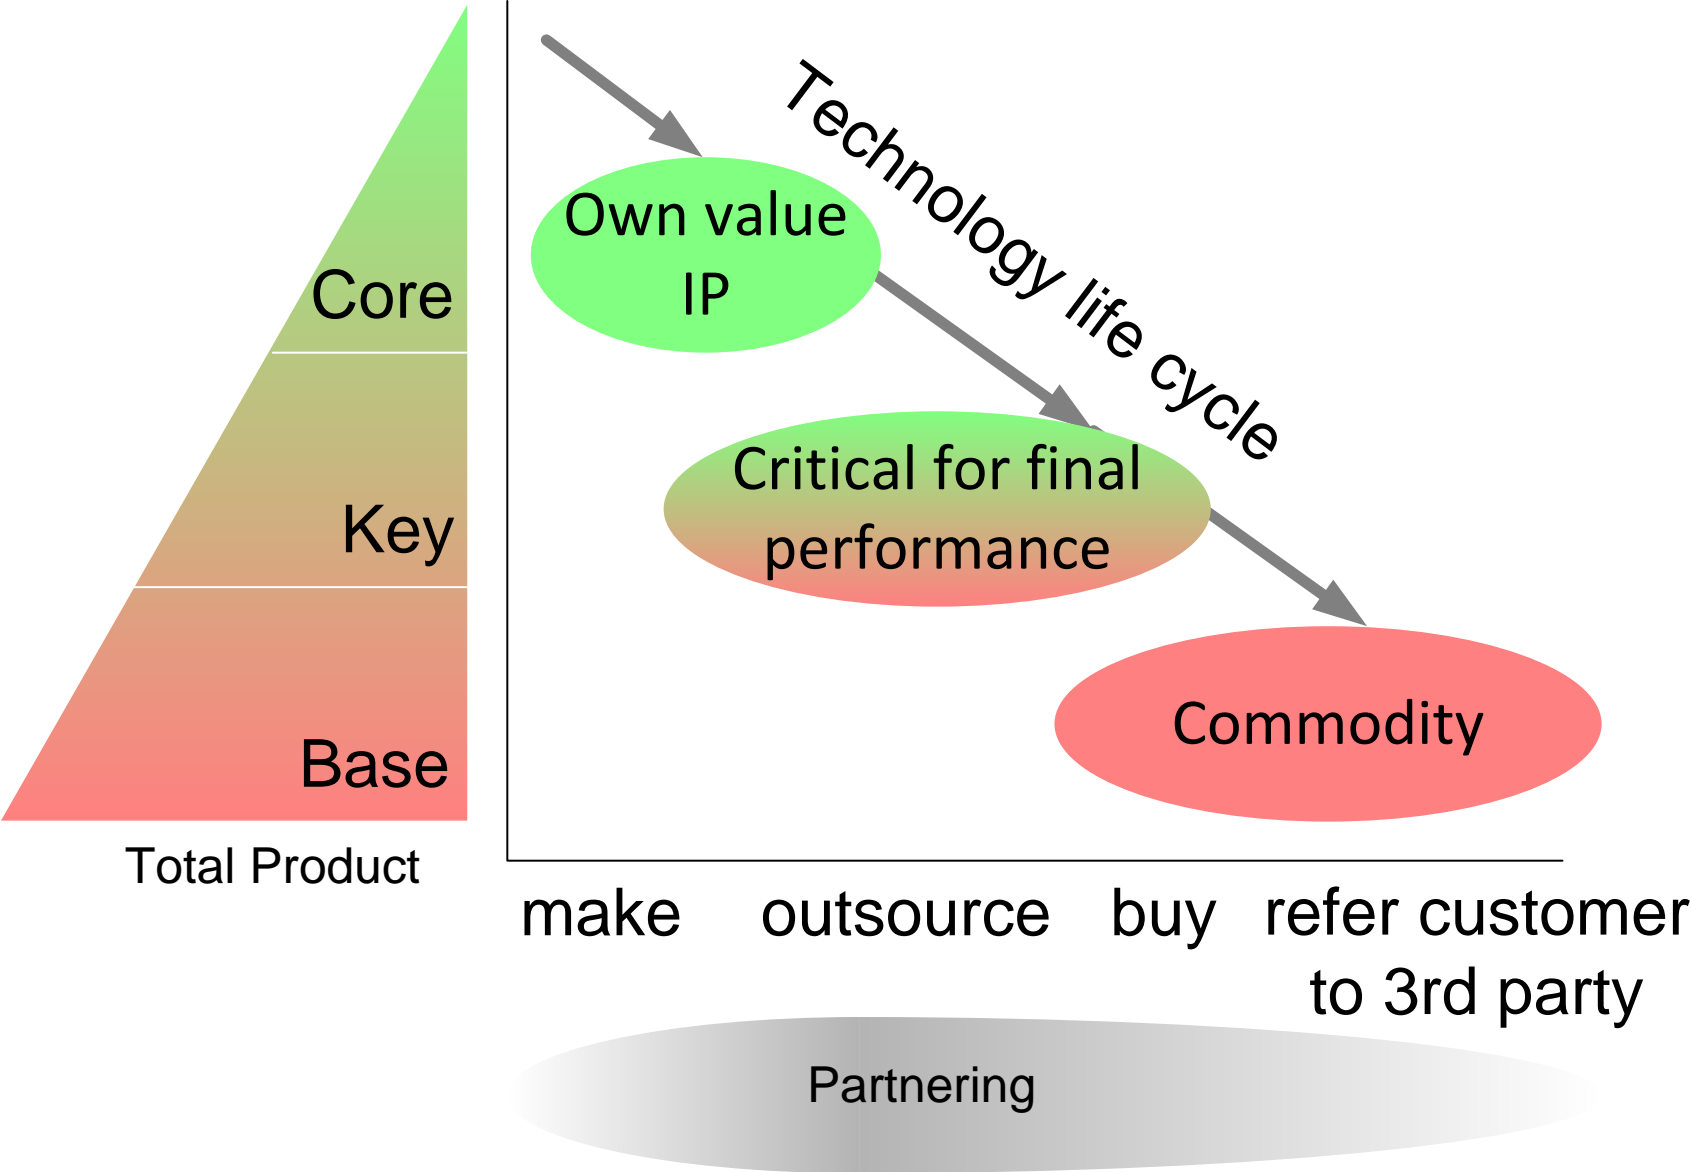 Core
Key
Base
Total Product
Technology life cycle
Own value
IP
Critical for final
performance
Commodity
make outsource buy refer customer
to 3rd party
Partnering